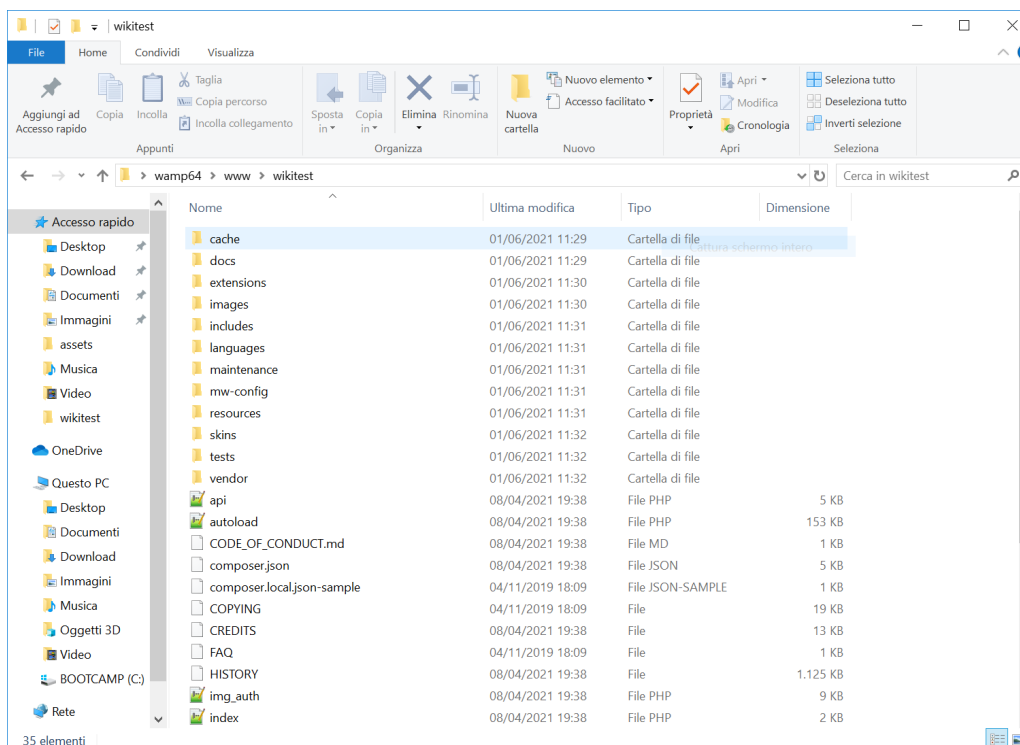 wikitest
File Home Condividi Visualizza
Aggiungi ad Accesso rapido
Copia
Incolla
Taglia
Copia percorso
Incolla collegamento
Appunti
Sposta in
Copia in
Elimina
Rinomina
Organizza
Nuova cartella
Nuovo elemento
Accesso facilitato
Nuovo
Proprietà
Apri
Modifica
Cronologia
Apri
Seleziona tutto
Deseleziona tutto
Inverti selezione
Seleziona
wamp64 > www > wikitest
Cerca in wikitest
Accesso rapido
Desktop
Download
Documenti
Immagini
assets
Musica
Video
wikitest
OneDrive
Questo PC
Desktop
Documenti
Download
Immagini
Musica
Oggetti 3D
Video
BOOTCAMP (C:)
Rete
Nome Ultima modifica Tipo Dimensione
cache 01/06/2021 11:29 Cartella di file
Cattura schermo intero
docs 01/06/2021 11:29 Cartella di file
extensions 01/06/2021 11:30 Cartella di file
images 01/06/2021 11:30 Cartella di file
includes 01/06/2021 11:31 Cartella di file
languages 01/06/2021 11:31 Cartella di file
maintenance 01/06/2021 11:31 Cartella di file
mw-config 01/06/2021 11:31 Cartella di file
resources 01/06/2021 11:31 Cartella di file
skins 01/06/2021 11:32 Cartella di file
tests 01/06/2021 11:32 Cartella di file
vendor 01/06/2021 11:32 Cartella di file
api 08/04/2021 19:38 File PHP 5 KB
autoload 08/04/2021 19:38 File PHP 153 KB
CODE_OF_CONDUCT.md 08/04/2021 19:38 File MD 1 KB
composer.json 08/04/2021 19:38 File JSON 5 KB
composer.local.json-sample 04/11/2019 18:09 File JSON-SAMPLE 1 KB
COPYING 04/11/2019 18:09 File 19 KB
CREDITS 08/04/2021 19:38 File 13 KB
FAQ 04/11/2019 18:09 File 1 KB
HISTORY 08/04/2021 19:38 File 1.125 KB
img_auth 08/04/2021 19:38 File PHP 9 KB
index 08/04/2021 19:38 File PHP 2 KB
35 elementi